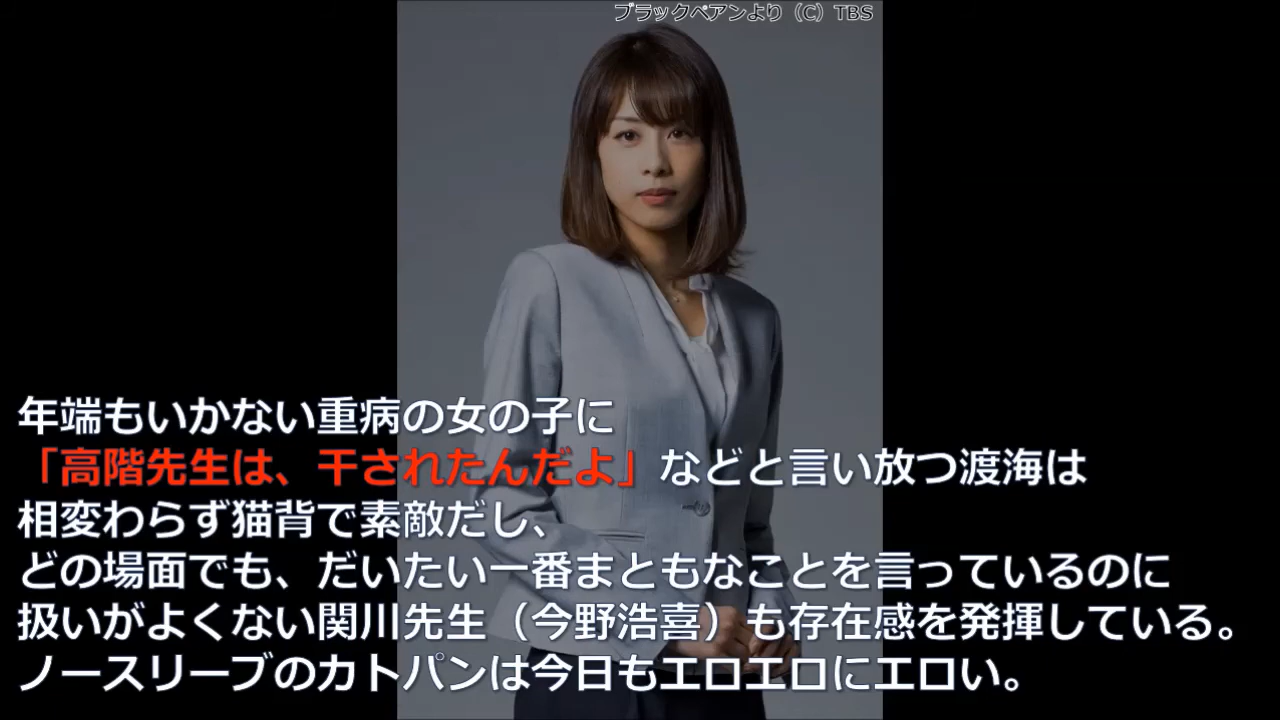 ブラックペアンより（C）TBS
年端もいかない重病の女の子に
「高階先生は、干されたんだよ」などと言い放つ渡海は
相変わらず猫背で素敵だし、
どの場面でも、だいたい一番まともなことを言っているのに
扱いがよくない関川先生（今野浩喜）も存在感を発揮している。
ノースリーブのカトパンは今日もエロエロにエロい。